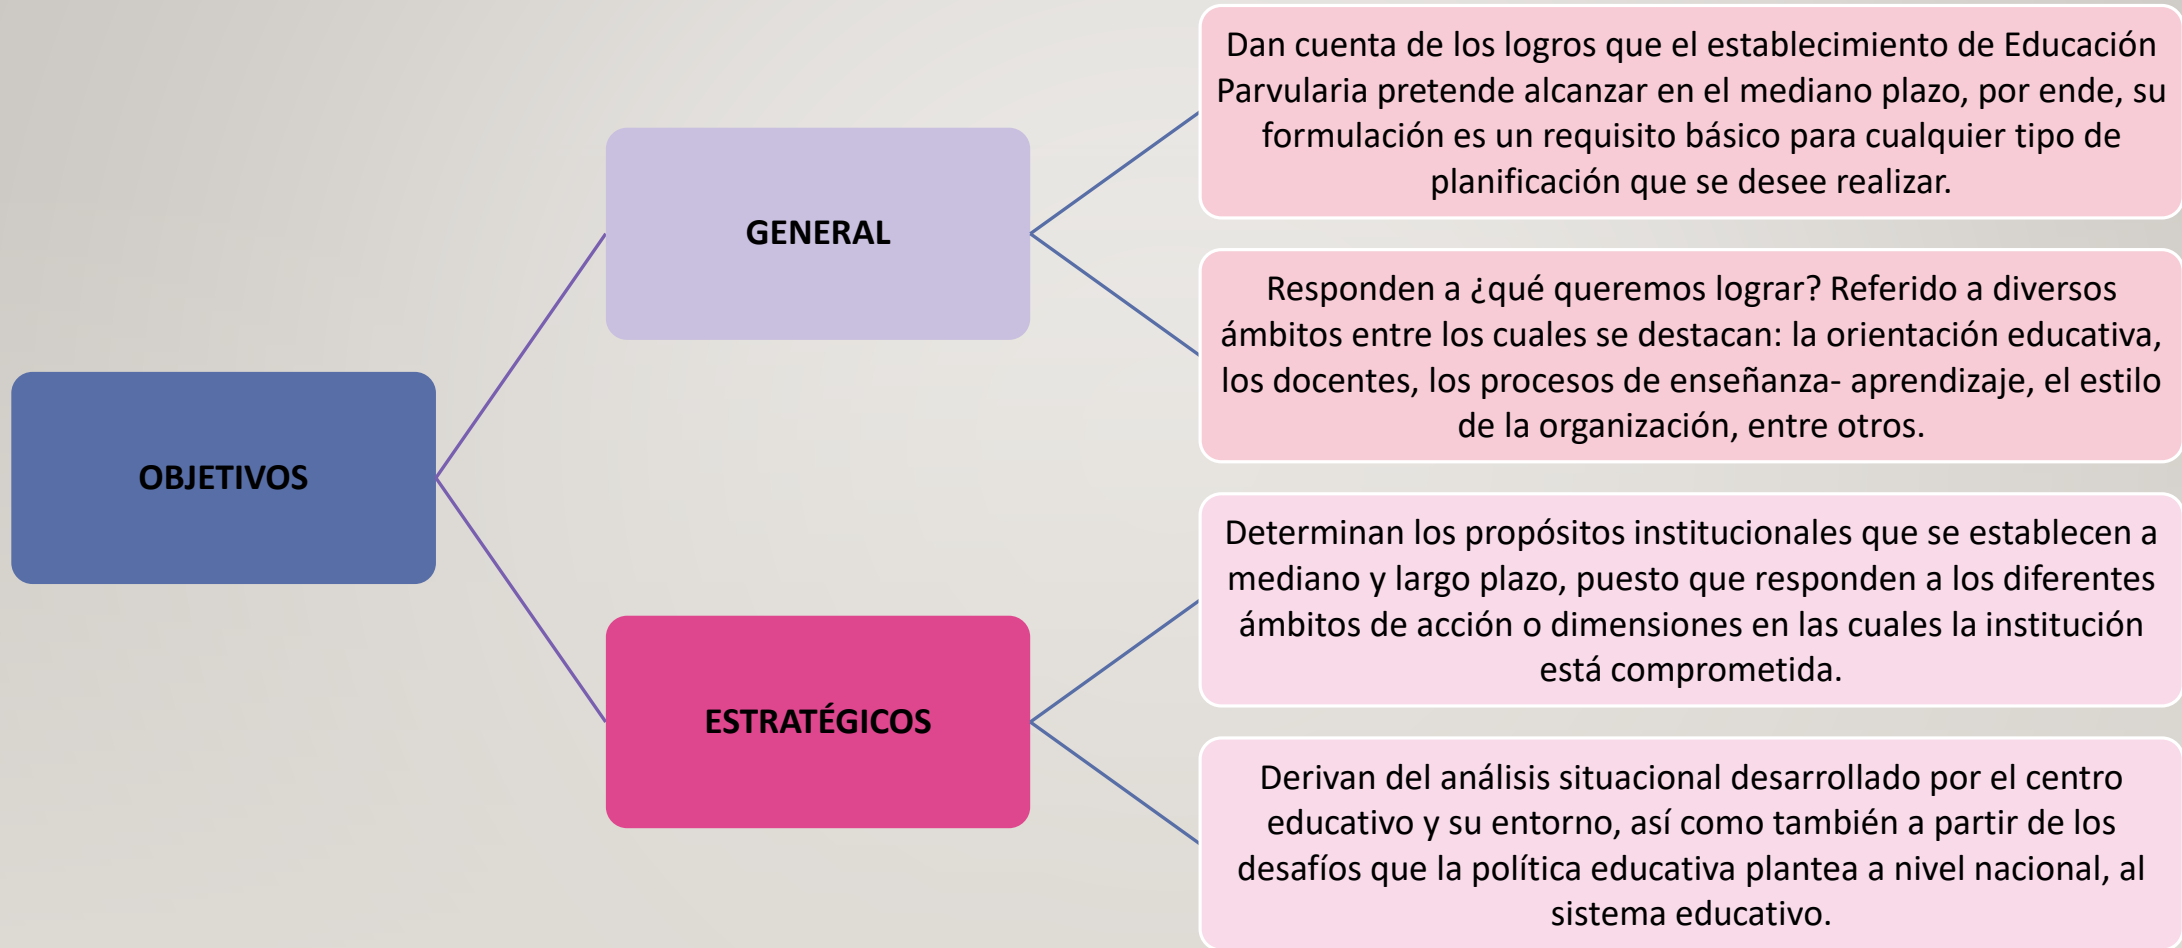 OBJETIVOS
GENERAL
Dan cuenta de los logros que el establecimiento de Educación
Parvularia pretende alcanzar en el mediano plazo, por ende, su
formulación es un requisito básico para cualquier tipo de
planificación que se desee realizar.
Responden a ¿qué queremos lograr? Referido a diversos
ámbitos entre los cuales se destacan: la orientación educativa,
los docentes, los procesos de enseñanza- aprendizaje, el estilo
de la organización, entre otros.
ESTRATÉGICOS
Determinan los propósitos institucionales que se establecen a
mediano y largo plazo, puesto que responden a los diferentes
ámbitos de acción o dimensiones en las cuales la institución
está comprometida.
Derivan del análisis situacional desarrollado por el centro
educativo y su entorno, así como también a partir de los
desafíos que la política educativa plantea a nivel nacional, al
sistema educativo.